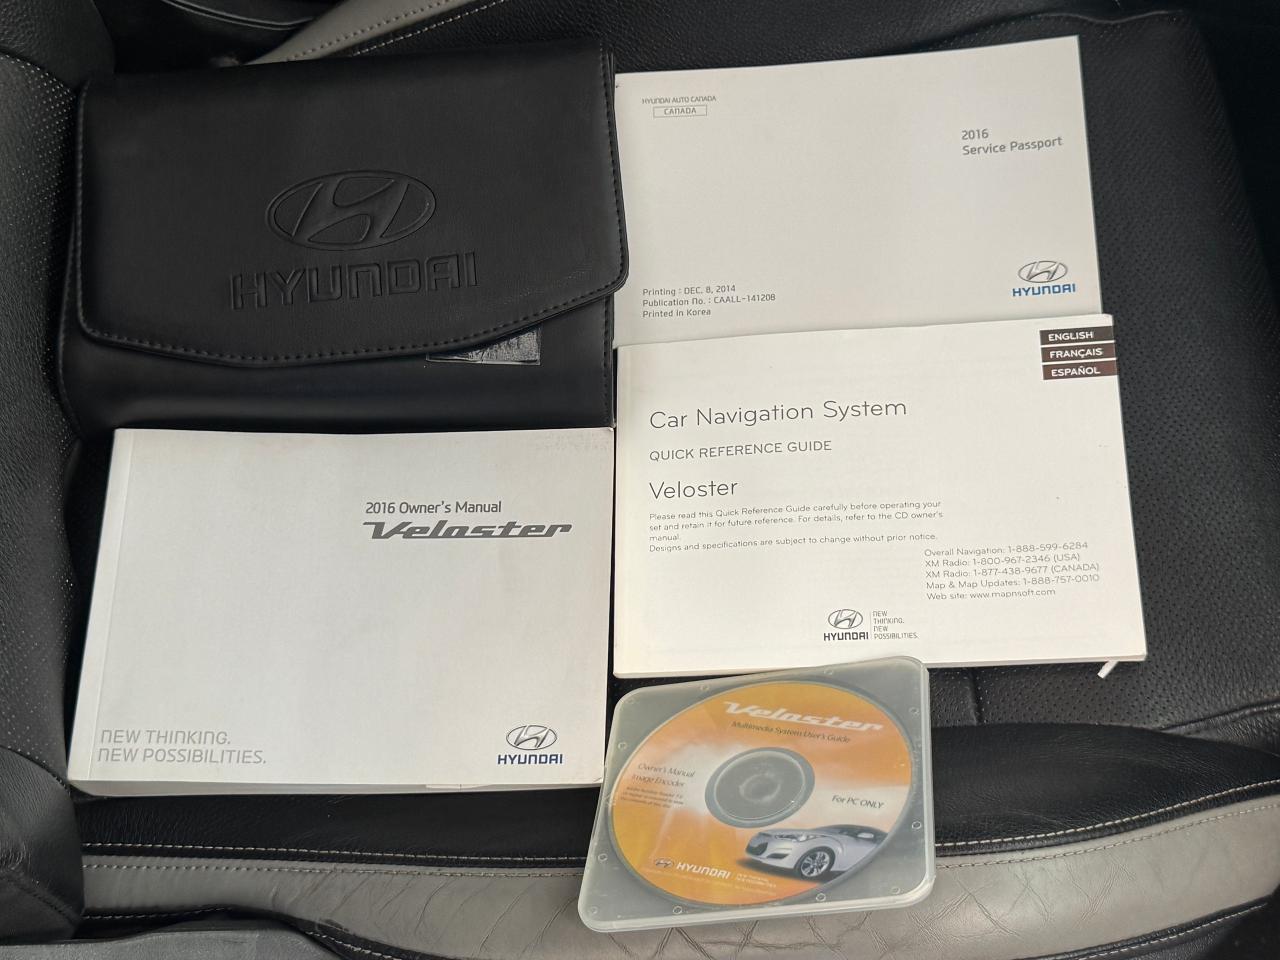 HYUNDAI
HYUNDAI AUTO CANADA
CANADA
2016
Service Passport
Printing : DEC. 8, 2014
Publication No. : CAALL-141208
Printed in Korea
HYUNDAI
ENGLISH
FRANÇAIS
ESPAÑOL
Car Navigation System
QUICK REFERENCE GUIDE
Veloster
Please read this Quick Reference Guide carefully before operating your
set and retain it for future reference. For details, refer to the CD owner's
manual.
Designs and specifications are subject to change without prior notice.
Overall Navigation: 1-888-599-6284
XM Radio: 1-800-967-2346 (USA)
XM Radio: 1-877-438-9677 (CANADA)
Map & Map Updates: 1-888-757-0010
Web site: www.mapnsoft.com
HYUNDAI
NEW
THINKING.
NEW
POSSIBILITIES.
2016 Owner's Manual
Veloster
NEW THINKING.
NEW POSSIBILITIES.
HYUNDAI
Veloster
Multimedia System User's Guide
Owner's Manual
Image Encoder
For PC ONLY
HYUNDAI
NEW THINKING.
NEW POSSIBILITIES.